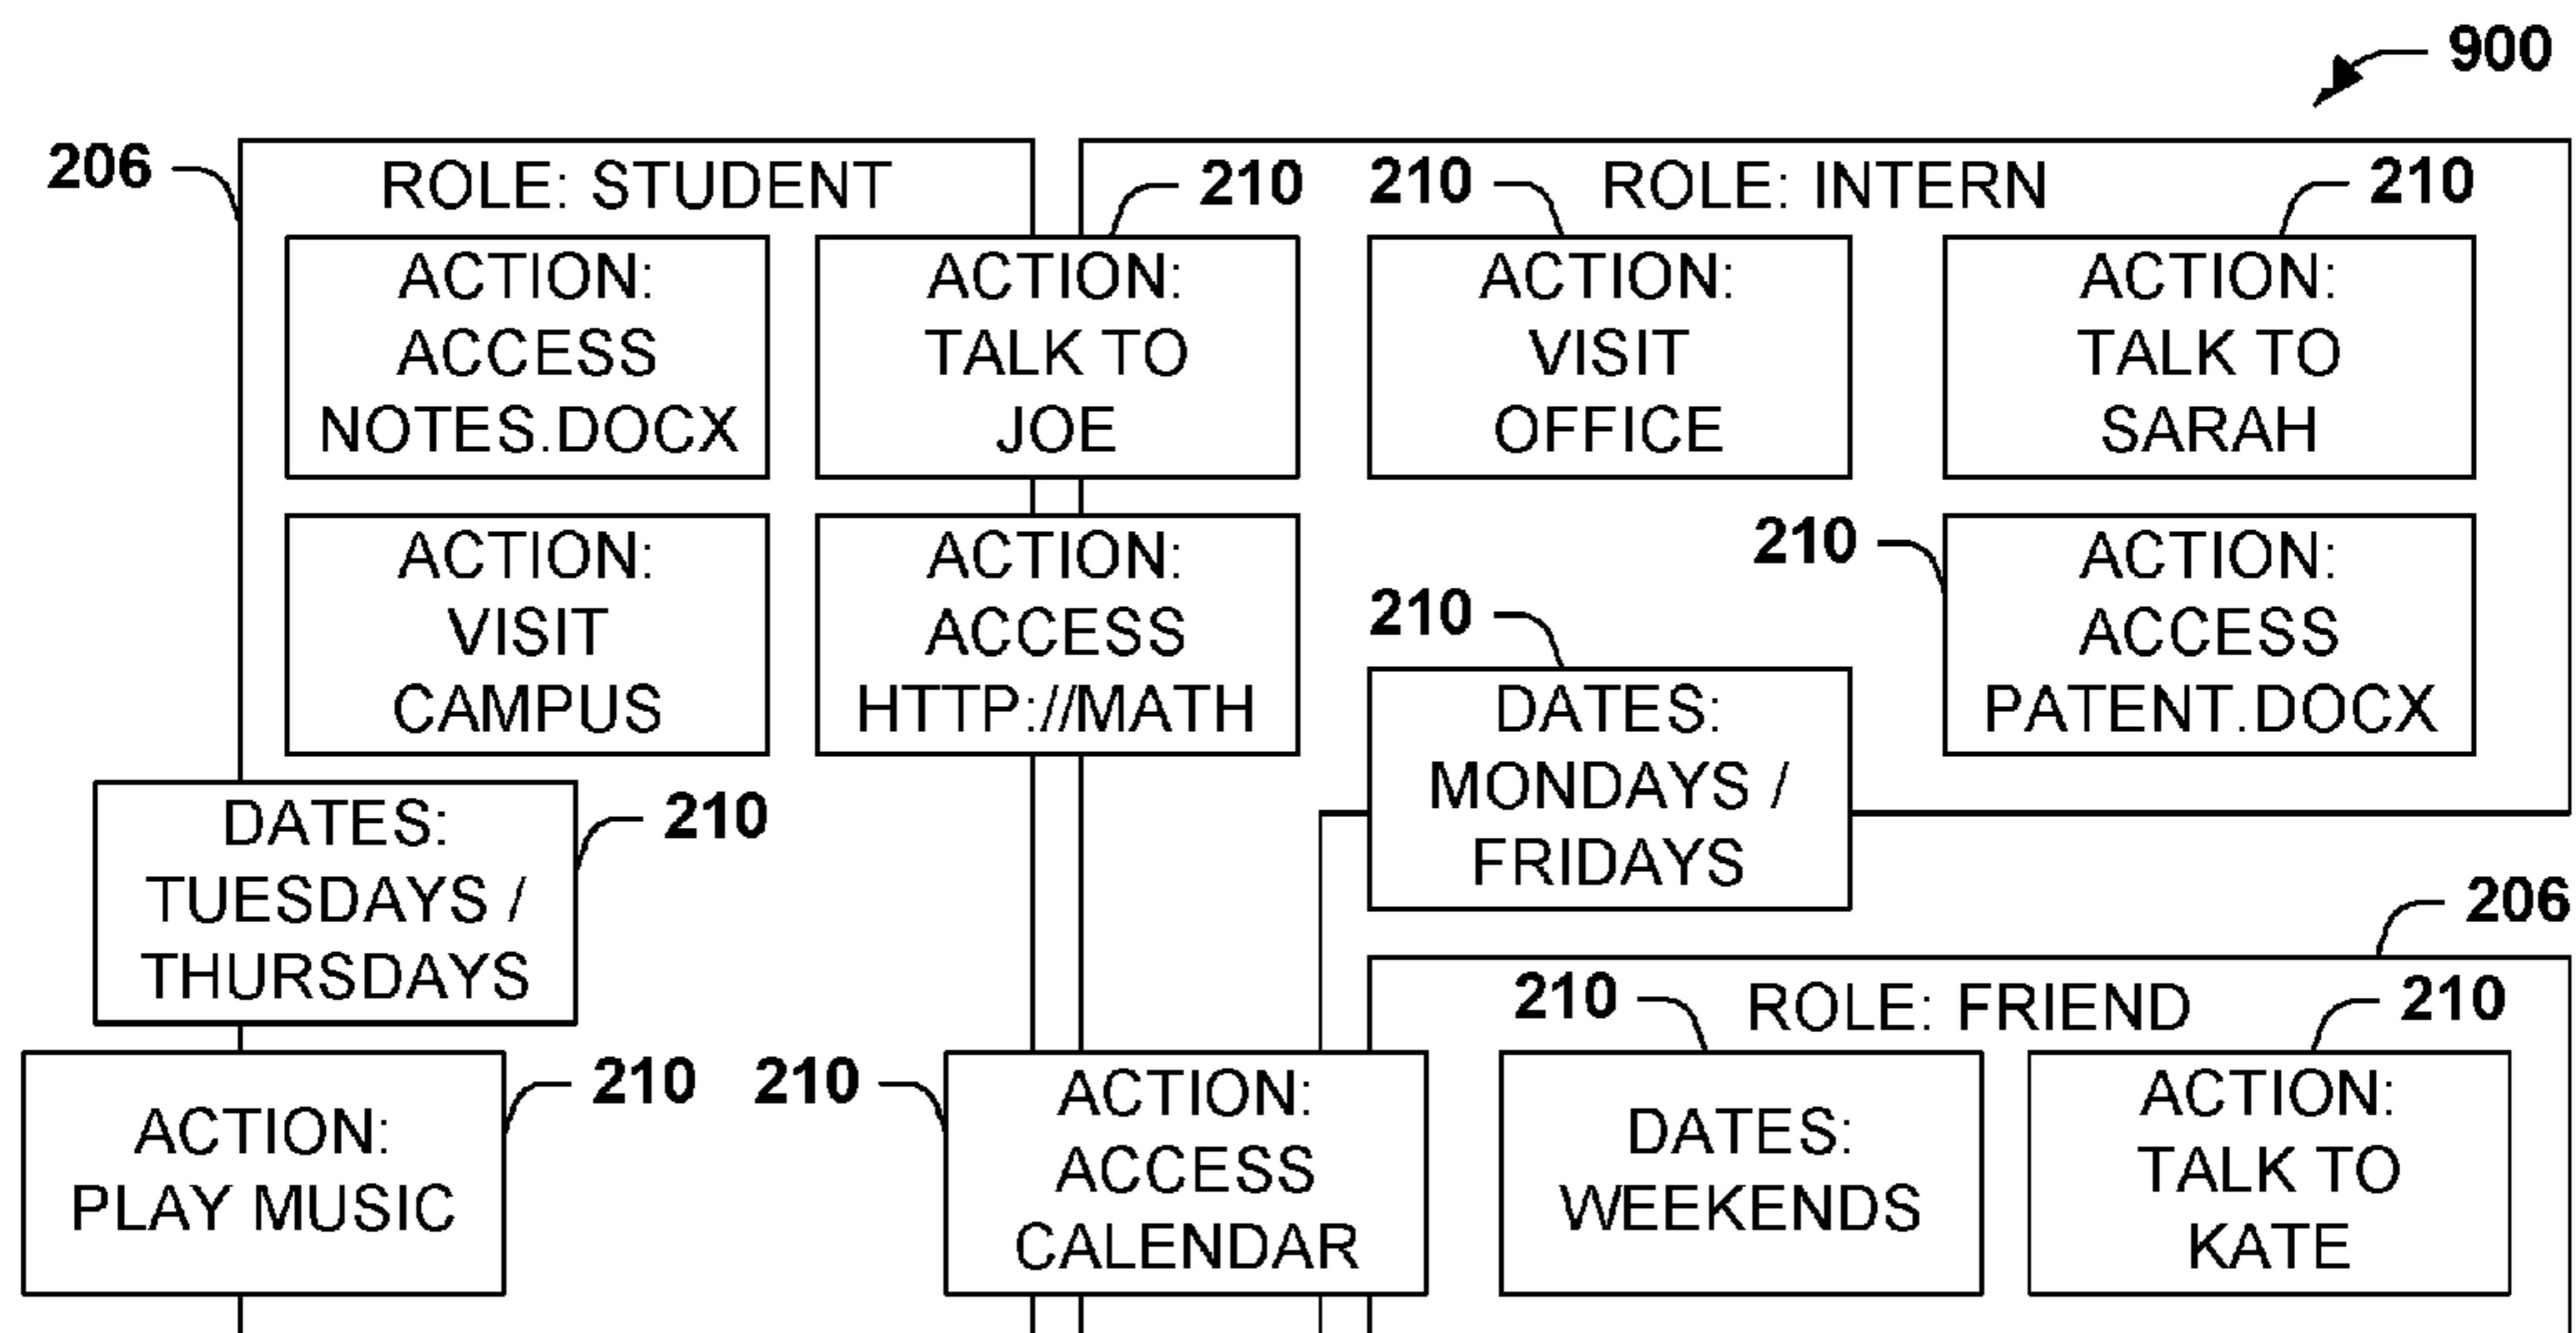 900
206
ROLE: STUDENT
210
210
ROLE: INTERN
210
ACTION:
ACCESS
NOTES.DOCX
ACTION:
TALK TO
JOE
ACTION:
VISIT
OFFICE
ACTION:
TALK TO
SARAH
ACTION:
VISIT
CAMPUS
ACTION:
ACCESS
HTTP://MATH
210
DATES:
MONDAYS /
FRIDAYS
210
ACTION:
ACCESS
PATENT.DOCX
DATES:
TUESDAYS /
THURSDAYS
210
206
210
ROLE: FRIEND
210
ACTION:
PLAY MUSIC
210
210
ACTION:
ACCESS
CALENDAR
DATES:
WEEKENDS
ACTION:
TALK TO
KATE